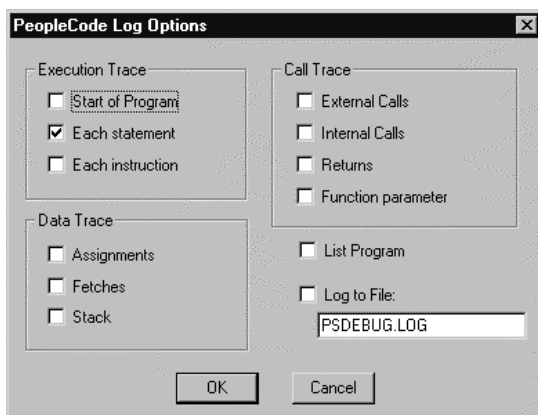 PeopleCode Log Options
Execution Trace
Start of Program
Each statement
Each instruction
Data Trace
Assignments
Fetches
Stack
Call Trace
External Calls
Internal Calls
Returns
Function parameter
List Program
Log to File:
PSDEBUG.LOG
OK
Cancel